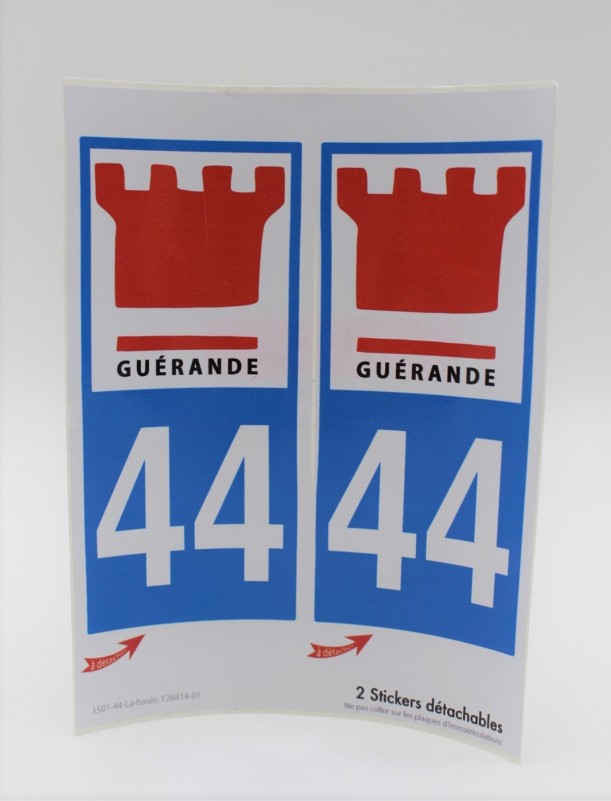 GUÉRANDE
44
à détacher
GUÉRANDE
44
à détacher
1501-44-La-baule-126414-01
2 Stickers détachables
Ne pas coller sur les plaques d'immatriculations